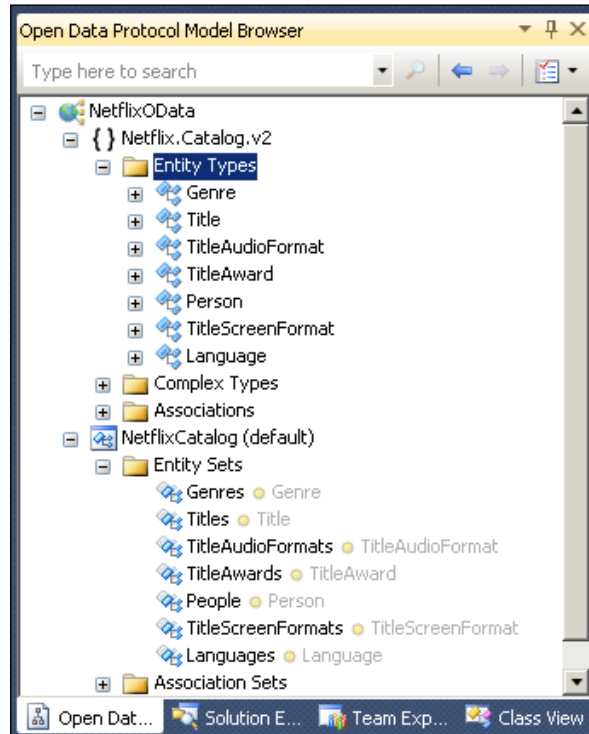 Open Data Protocol Model Browser
Type here to search
NetflixOData
{ } Netflix.Catalog.v2
Entity Types
Genre
Title
TitleAudioFormat
TitleAward
Person
TitleScreenFormat
Language
Complex Types
Associations
NetflixCatalog (default)
Entity Sets
Genres Genre
Titles Title
TitleAudioFormats TitleAudioFormat
TitleAwards TitleAward
People Person
TitleScreenFormats TitleScreenFormat
Languages Language
Association Sets
Open Dat... Solution E... Team Exp... Class View